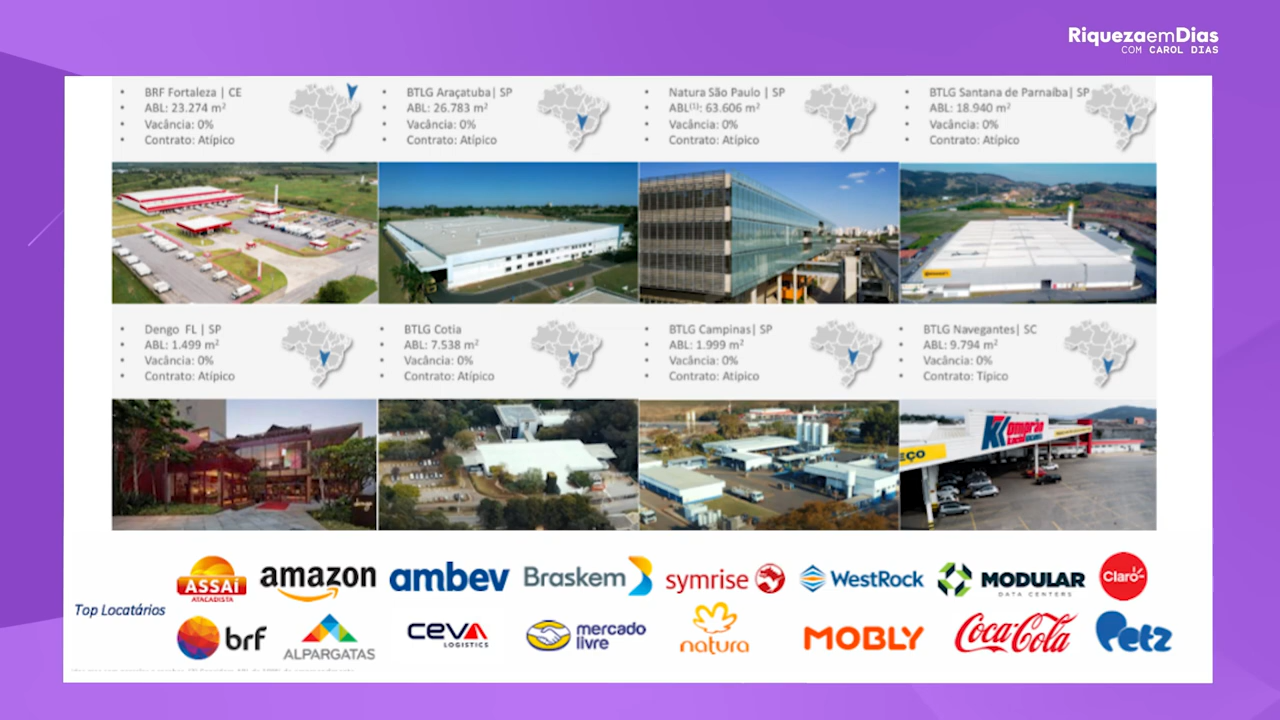 RiquezaemDias
COM CAROL DIAS
• BRF Fortaleza | CE
• ABL: 23.274 m²
• Vacância: 0%
• Contrato: Atípico
• BTLG Araçatuba| SP
• ABL: 26.783 m²
• Vacância: 0%
• Contrato: Atípico
• Natura São Paulo | SP
• ABL⁽¹⁾: 63.606 m²
• Vacância: 0%
• Contrato: Atípico
• BTLG Santana de Parnaíba| SP
• ABL: 18.940 m²
• Vacância: 0%
• Contrato: Atípico
• Dengo FL | SP
• ABL: 1.499 m²
• Vacância: 0%
• Contrato: Atípico
• BTLG Cotia
• ABL: 7.538 m²
• Vacância: 0%
• Contrato: Atípico
• BTLG Campinas| SP
• ABL: 1.999 m²
• Vacância: 0%
• Contrato: Atípico
• BTLG Navegantes| SC
• ABL: 9.794 m²
• Vacância: 0%
• Contrato: Típico
Komprão
EÇO
Top Locatários
ASSAÍ
ATACADISTA
amazon
ambev
Braskem
symrise
WestRock
MODULAR
DATA CENTERS
Claro
brf
ALPARGATAS
CEVA
LOGISTICS
mercado
livre
natura
MOBLY
Coca-Cola
Petz